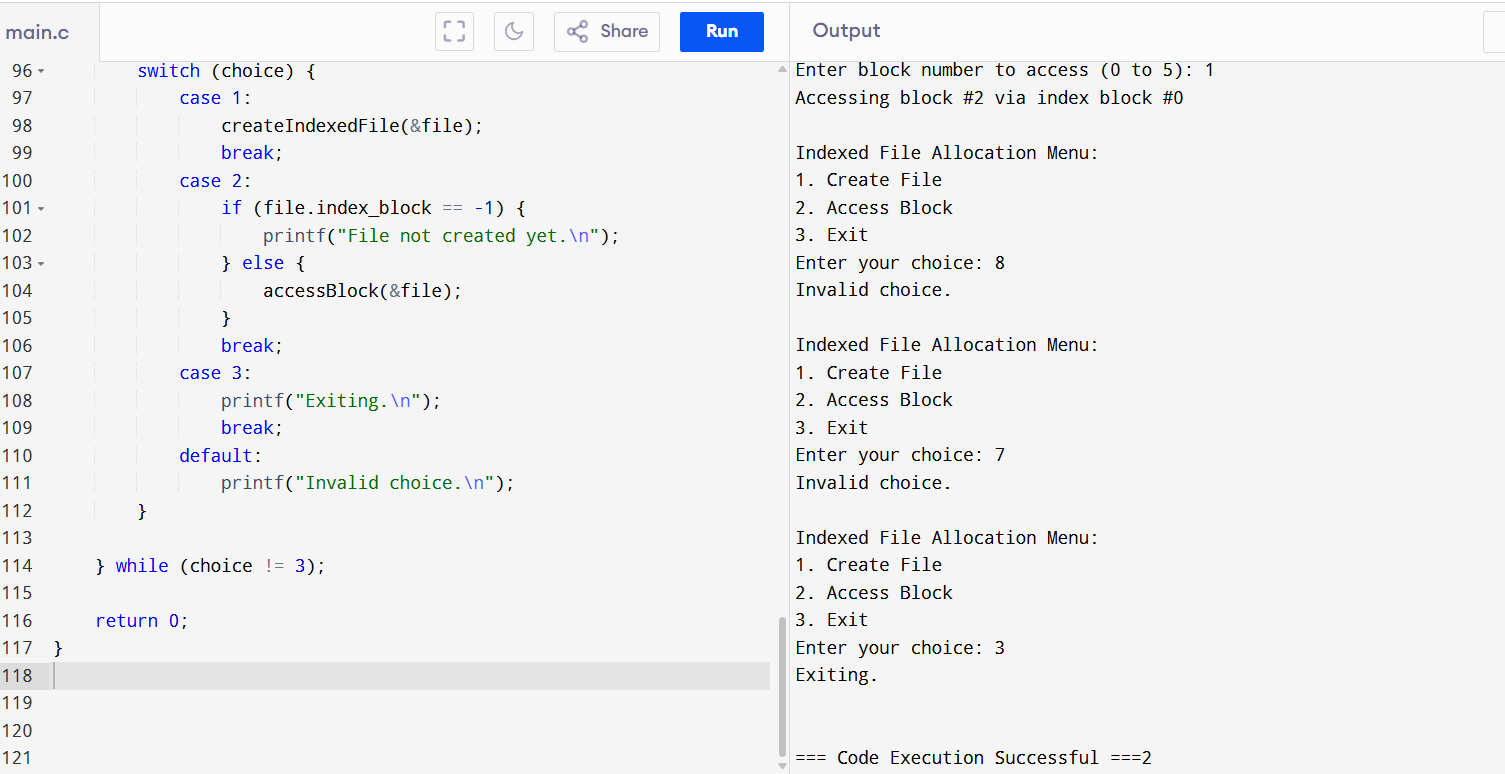 main.c
Share
Run
Output
96 switch (choice) {
97 case 1:
98 createIndexedFile(&file);
99 break;
100 case 2:
101 if (file.index_block == -1) {
102 printf("File not created yet.\n");
103 } else {
104 accessBlock(&file);
105 }
106 break;
107 case 3:
108 printf("Exiting.\n");
109 break;
110 default:
111 printf("Invalid choice.\n");
112 }
113
114 } while (choice != 3);
115
116 return 0;
117 }
118
119
120
121
Enter block number to access (0 to 5): 1
Accessing block #2 via index block #0
Indexed File Allocation Menu:
1. Create File
2. Access Block
3. Exit
Enter your choice: 8
Invalid choice.
Indexed File Allocation Menu:
1. Create File
2. Access Block
3. Exit
Enter your choice: 7
Invalid choice.
Indexed File Allocation Menu:
1. Create File
2. Access Block
3. Exit
Enter your choice: 3
Exiting.
=== Code Execution Successful ===2